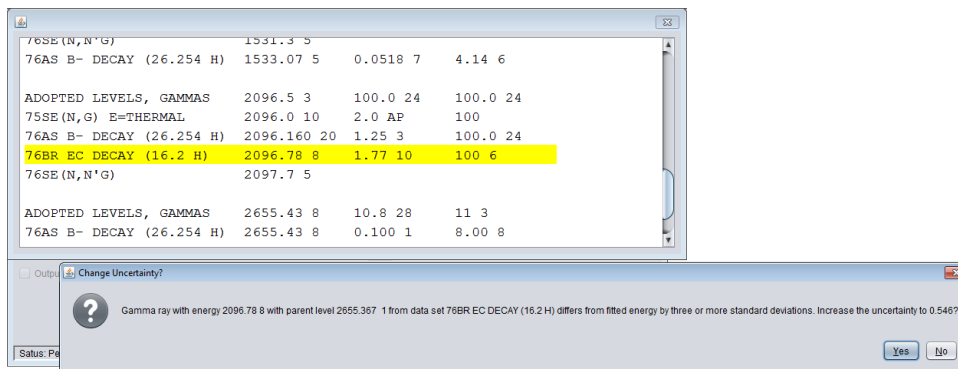 76SE(N,N'G) 1531.3 5
76AS B- DECAY (26.254 H) 1533.07 5 0.0518 7 4.14 6
ADOPTED LEVELS, GAMMAS 2096.5 3 100.0 24 100.0 24
75SE(N,G) E=THERMAL 2096.0 10 2.0 AP 100
76AS B- DECAY (26.254 H) 2096.160 20 1.25 3 100.0 24
76BR EC DECAY (16.2 H) 2096.78 8 1.77 10 100 6
76SE(N,N'G) 2097.7 5
ADOPTED LEVELS, GAMMAS 2655.43 8 10.8 28 11 3
76AS B- DECAY (26.254 H) 2655.43 8 0.100 1 8.00 8
Outpu
Change Uncertainty?
Gamma ray with energy 2096.78 8 with parent level 2655.367 1 from data set 76BR EC DECAY (16.2 H) differs from fitted energy by three or more standard deviations. Increase the uncertainty to 0.546?
Yes No
Satus: Pe